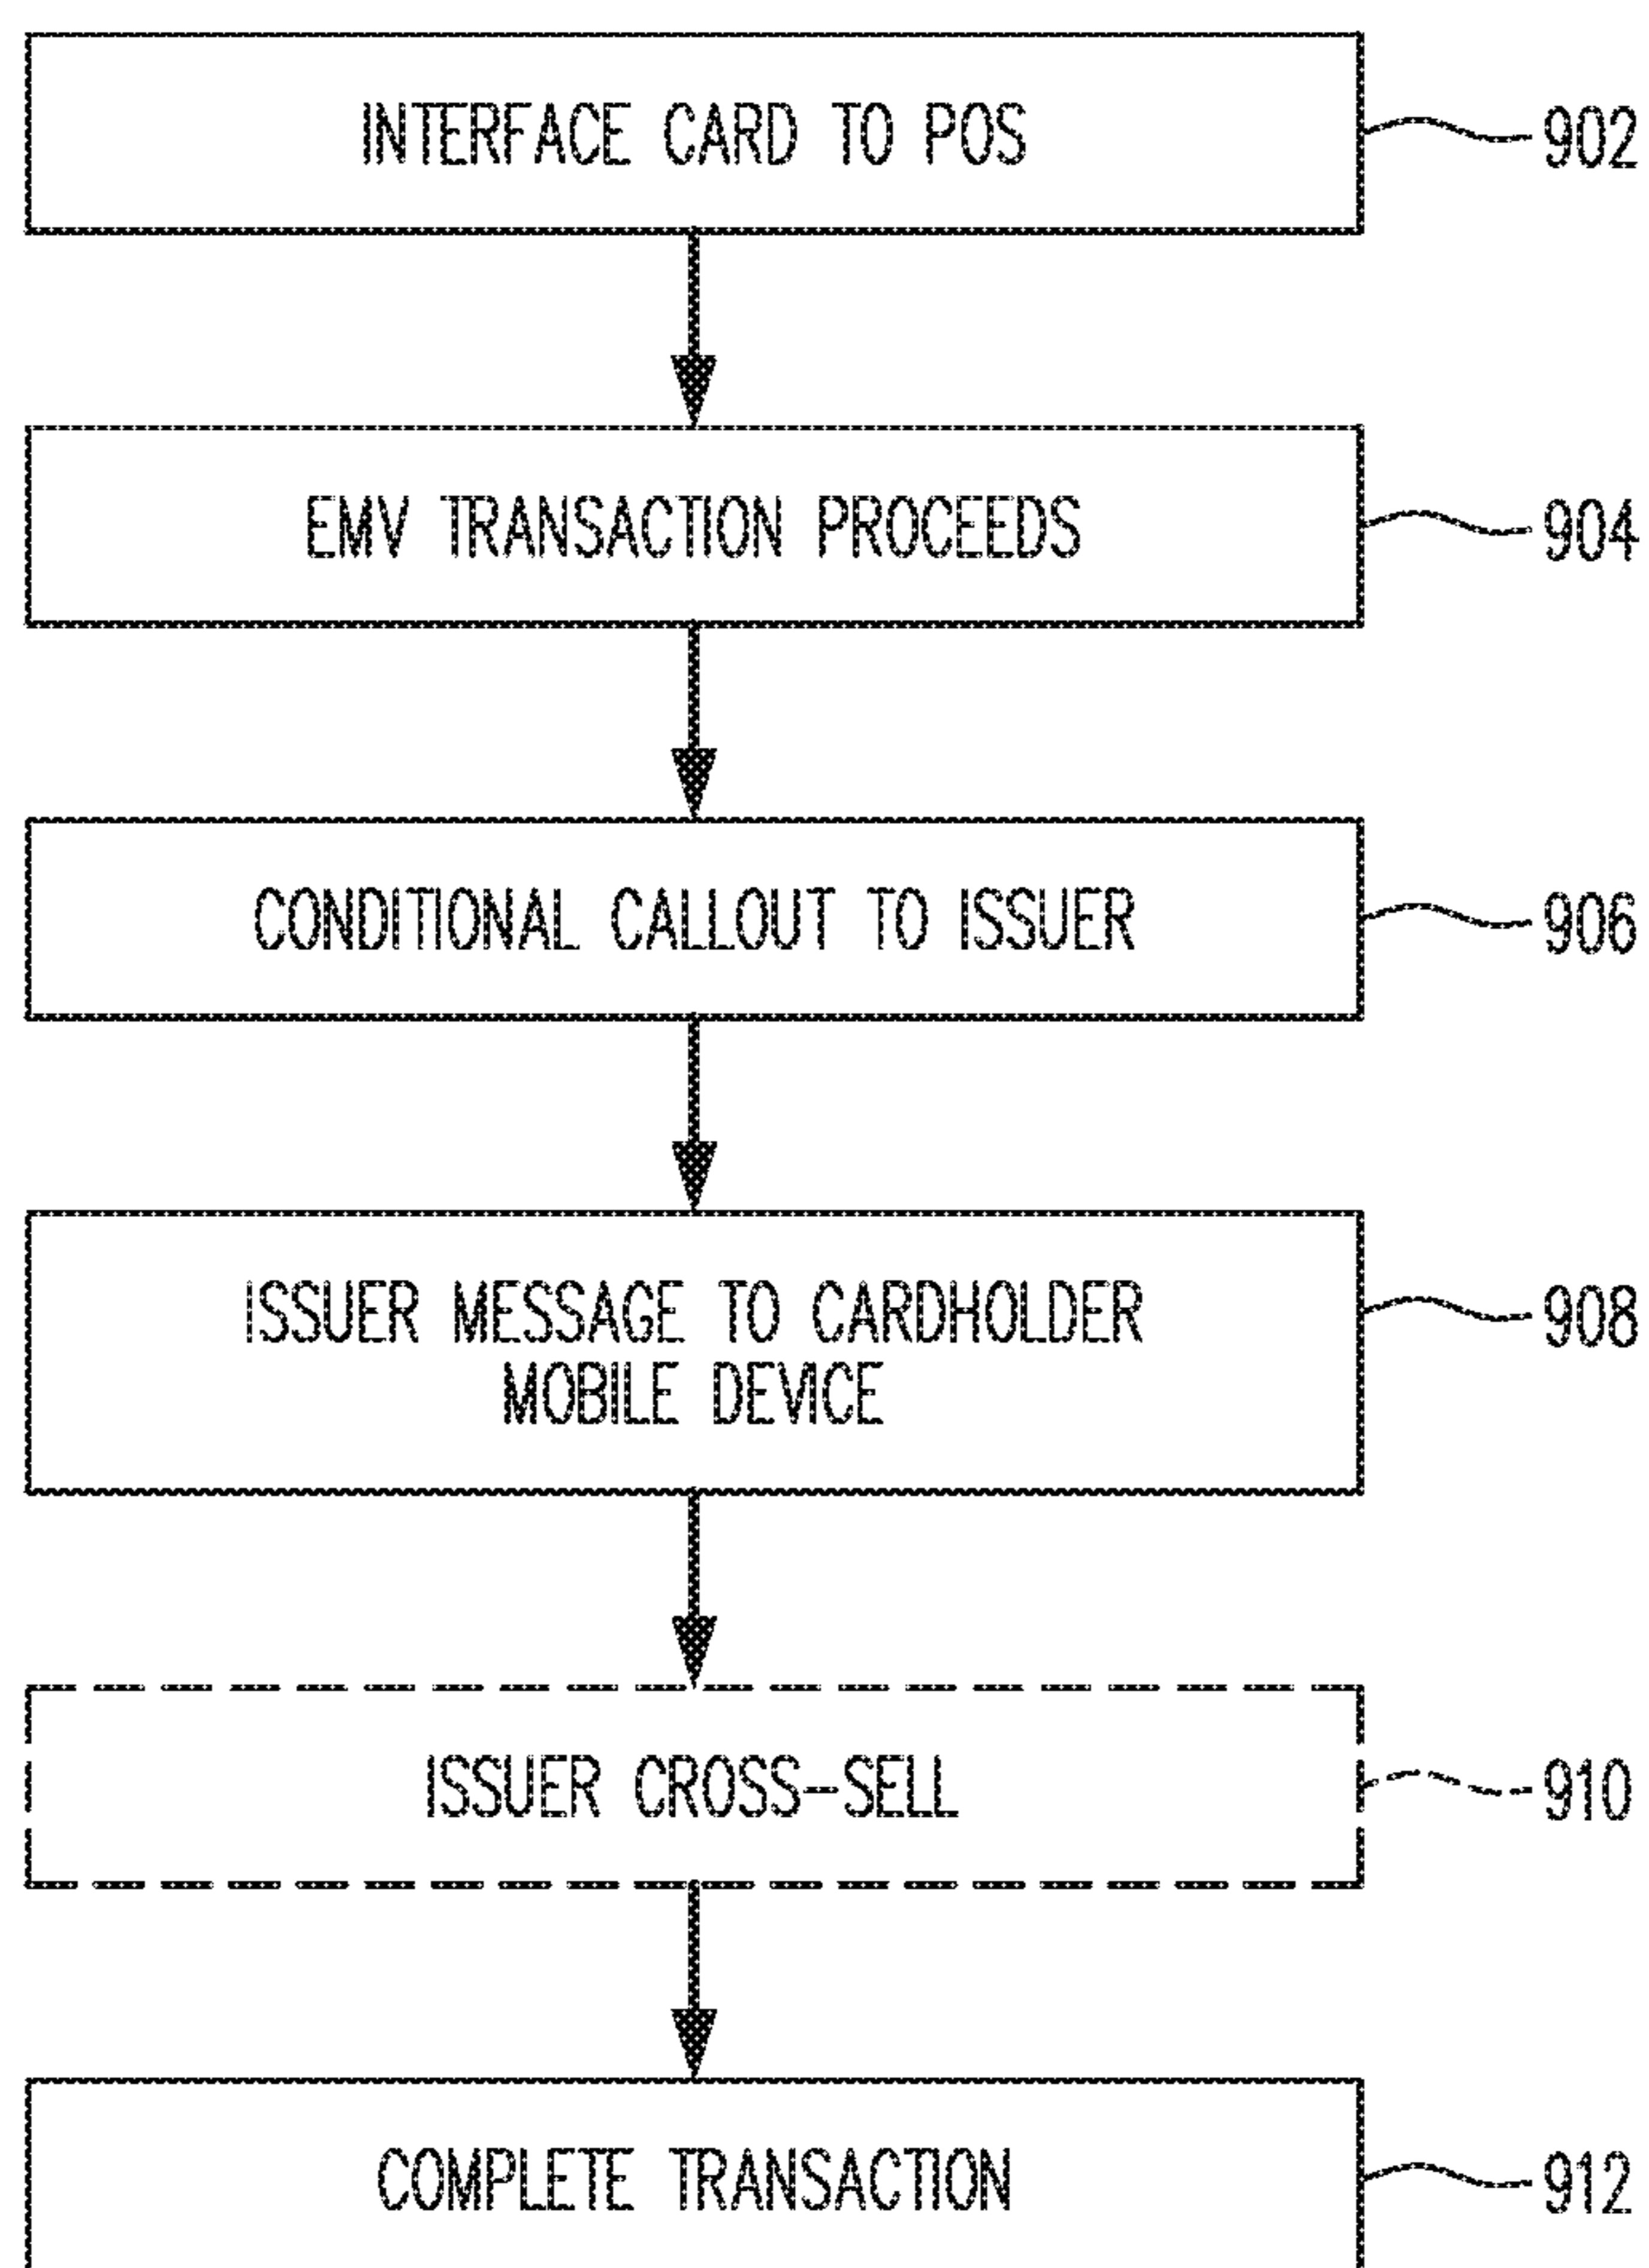 INTERFACE CARD TO POS
902
EMV TRANSACTION PROCEEDS
904
CONDITIONAL CALLOUT TO ISSUER
906
ISSUER MESSAGE TO CARDHOLDER
MOBILE DEVICE
908
ISSUER CROSS-SELL
910
COMPLETE TRANSACTION
912